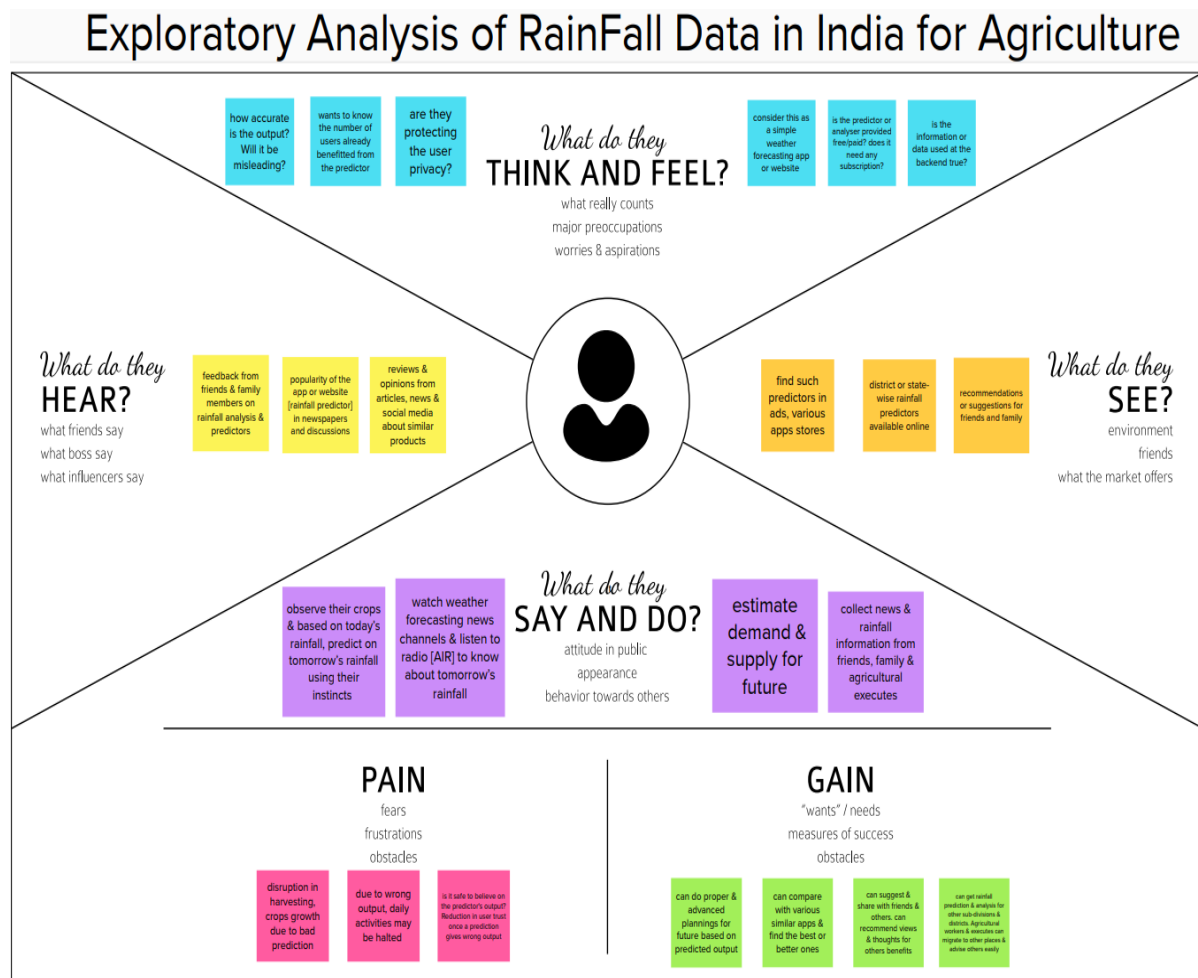 Exploratory Analysis of RainFall Data in India for Agriculture
how accurate
is the output?
Will it be
misleading?
wants to know
the number of
users already
benefitted from
the predictor
are they
protecting
the user
privacy?
What do they
THINK AND FEEL?
what really counts
major preoccupations
worries & aspirations
consider this as
a simple
weather
forecasting app
or website
is the predictor or
analyser provided
free/paid? does it
need any
subscription?
is the
information or
data used at the
backend true?
What do they
HEAR?
what friends say
what boss say
what influencers say
feedback from
friends & family
members on
rainfall analysis &
predictors
popularity of the
app or website
[rainfall predictor]
in newspapers
and discussions
reviews &
opinions from
articles, news &
social media
about similar
products
find such
predictors in
ads, various
apps stores
district or state-
wise rainfall
predictors
available online
recommendations
or suggestions for
friends and family
What do they
SEE?
environment
friends
what the market offers
observe their crops
& based on today's
rainfall, predict on
tomorrow's rainfall
using their
instincts
watch weather
forecasting news
channels & listen to
radio [AIR] to know
about tomorrow's
rainfall
What do they
SAY AND DO?
attitude in public
appearance
behavior towards others
estimate
demand &
supply for
future
collect news &
rainfall
information from
friends, family &
agricultural
executes
PAIN
fears
frustrations
obstacles
disruption in
harvesting,
crops growth
due to bad
prediction
due to wrong
output, daily
activities may
be halted
is it safe to believe on
the predictor's output?
Reduction in user trust
once a prediction
gives wrong output
GAIN
"wants" / needs
measures of success
obstacles
can do proper &
advanced
plannings for
future based on
predicted output
can compare
with various
similar apps &
find the best or
better ones
can suggest &
share with friends &
others. can
recommend views
& thoughts for
others benefits
can get rainfall
prediction & analysis for
other sub-divisions &
districts. Agricultural
workers & executes can
migrate to other places &
advise others easily